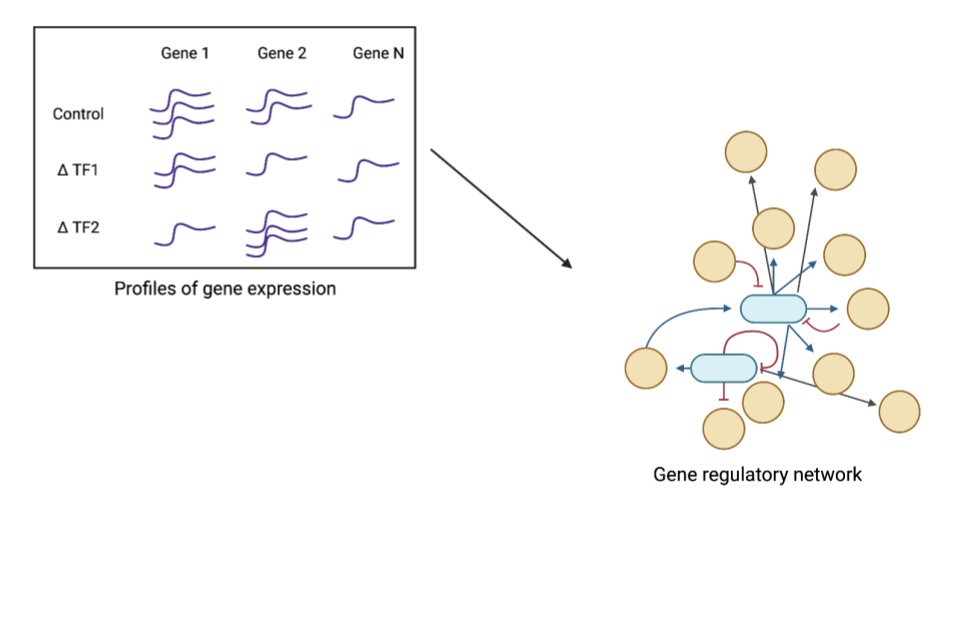 Gene 1 Gene 2 Gene N
Control
Δ TF1
Δ TF2
Profiles of gene expression
Gene regulatory network